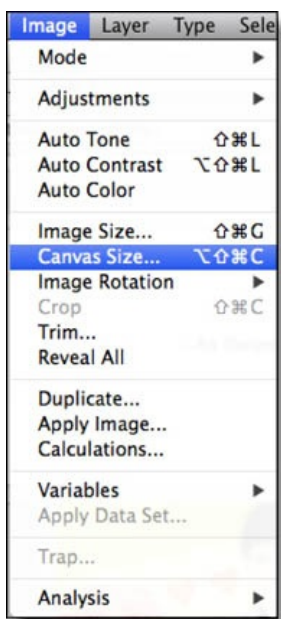 Image Layer Type Sele
Mode ▶
Adjustments ▶
Auto Tone ⇧⌘L
Auto Contrast ⌥⇧⌘L
Auto Color
Image Size... ⇧⌘G
Canvas Size... ⌥⇧⌘C
Image Rotation ▶
Crop ⇧⌘C
Trim...
Reveal All
Duplicate...
Apply Image...
Calculations...
Variables ▶
Apply Data Set...
Trap...
Analysis ▶